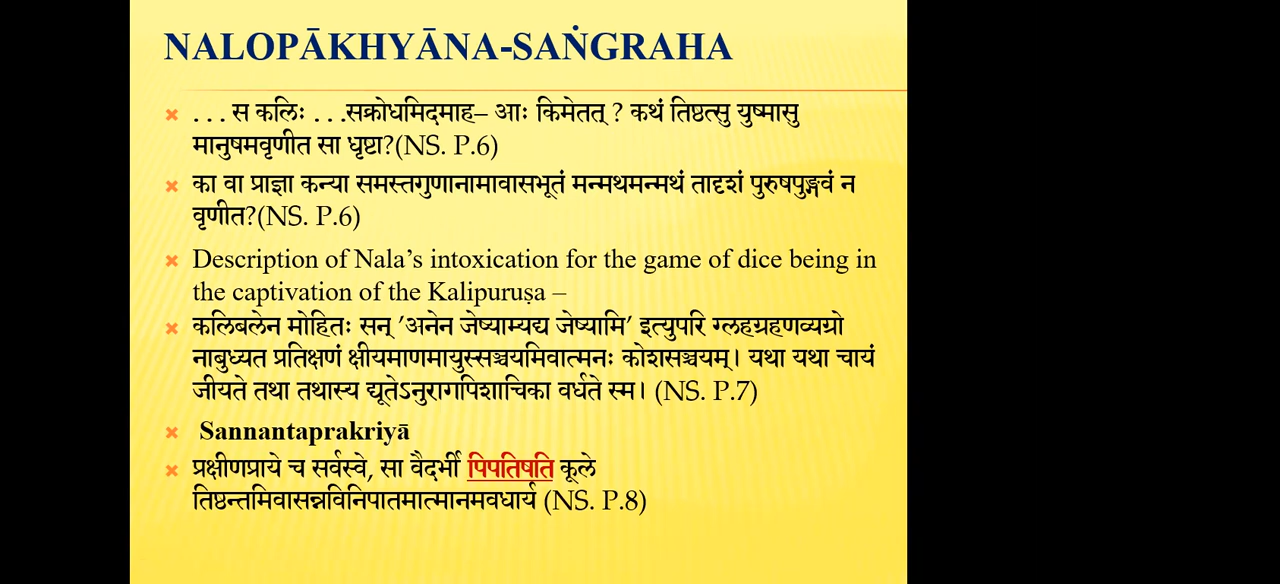 NALOPĀKHYĀNA-SAṄGRAHA
. . . स कलिः . . .सक्रोधमिदमाह– आः किमेतत् ? कथं तिष्ठत्सु युष्मासु
मानुषमवृणीत सा धृष्टा?(NS. P.6)
का वा प्राज्ञा कन्या समस्तगुणानामावासभूतं मन्मथमन्मथं तादृशं पुरुषपुङ्गवं न
वृणीत?(NS. P.6)
Description of Nala’s intoxication for the game of dice being in
the captivation of the Kalipuruṣa –
कलिबलेन मोहितः सन् ’अनेन जेष्याम्यद्य जेष्यामि’ इत्युपरि ग्लहग्रहणव्यग्रो
नाबुध्यत प्रतिक्षणं क्षीयमाणमायुस्सञ्चयमिवात्मनः कोशसञ्चयम्। यथा यथा चायं
जीयते तथा तथास्य द्यूतेऽनुरागपिशाचिका वर्धते स्म। (NS. P.7)
Sannantaprakriyā
प्रक्षीणप्राये च सर्वस्वे, सा वैदर्भी पिपतिषति कूले
तिष्ठन्तमिवासन्नविनिपातमात्मानमवधार्य (NS. P.8)